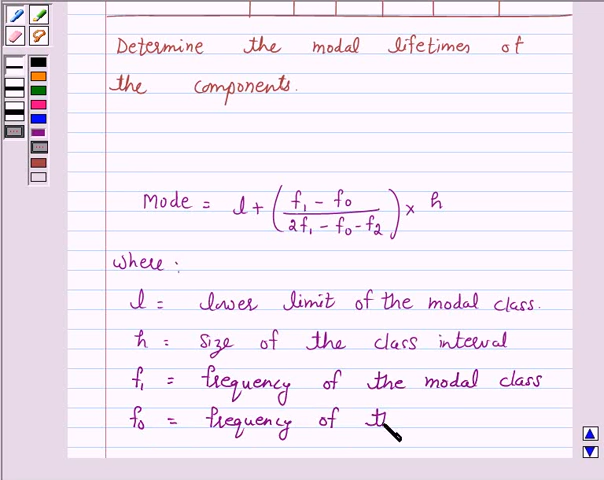 Determine the modal lifetimes of
the components.
Mode = l + ( f₁ - f₀ / 2f₁ - f₀ - f₂ ) × h
where :
l = lower limit of the modal class.
h = size of the class interval
f₁ = frequency of the modal class
f₀ = frequency of t